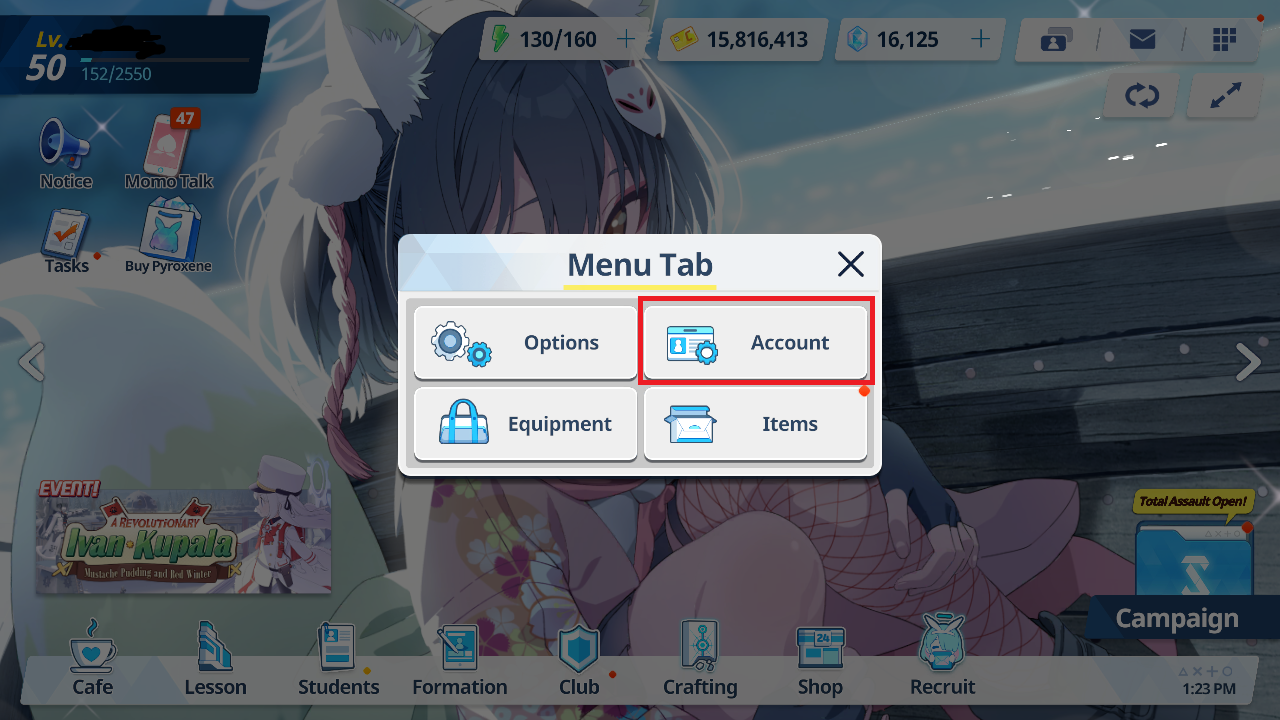 Lv.
50
152/2550
130/160
15,816,413
16,125
Notice
47
Momo Talk
Tasks
Buy Pyroxene
Menu Tab
Options
Account
Equipment
Items
EVENT!
A REVOLUTIONARY
Ivan Kupala
Mustache Pudding and Red Winter
Total Assault Open!
Campaign
Cafe
Lesson
Students
Formation
Club
Crafting
24
Shop
Recruit
1:23 PM